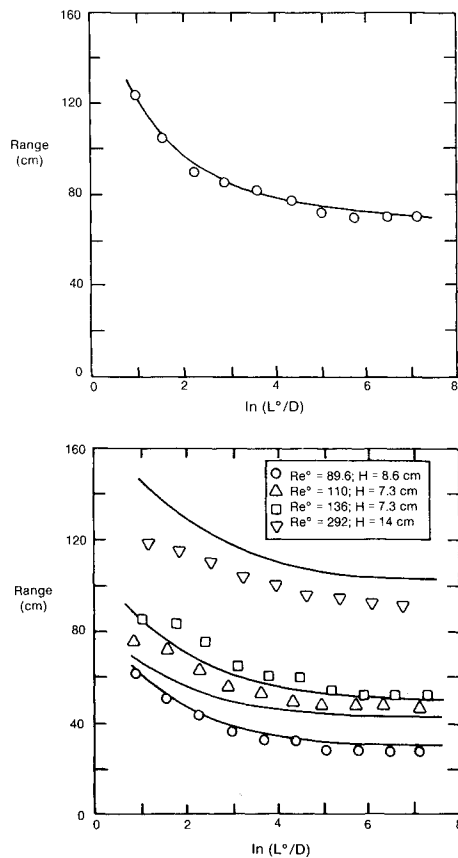 160
120
Range
(cm)
80
40
0
0 2 4 6 8
ln (L°/D)
160
Re° = 89.6; H = 8.6 cm
Re° = 110; H = 7.3 cm
Re° = 136; H = 7.3 cm
Re° = 292; H = 14 cm
120
Range
(cm)
80
40
0
0 2 4 6 8
ln (L°/D)